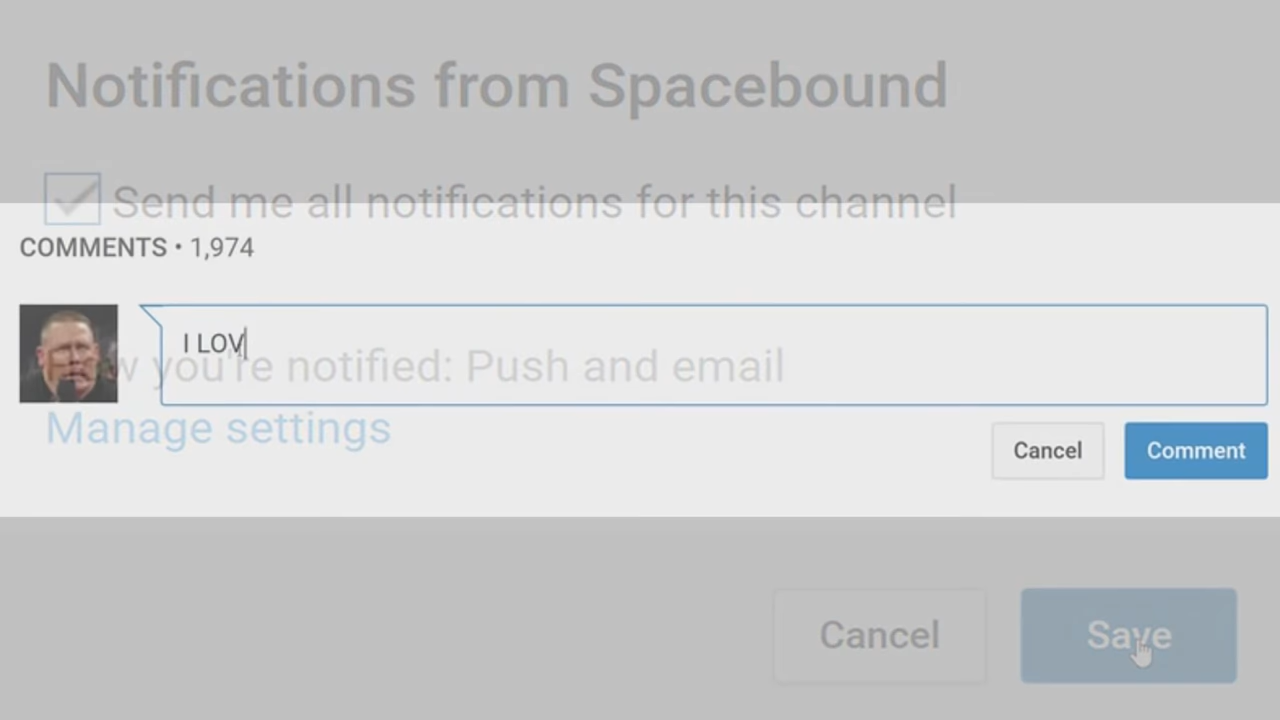 Notifications from Spacebound
Send me all notifications for this channel
COMMENTS • 1,974
I LOV
you're notified: Push and email
Manage settings
Cancel
Comment
Cancel
Save